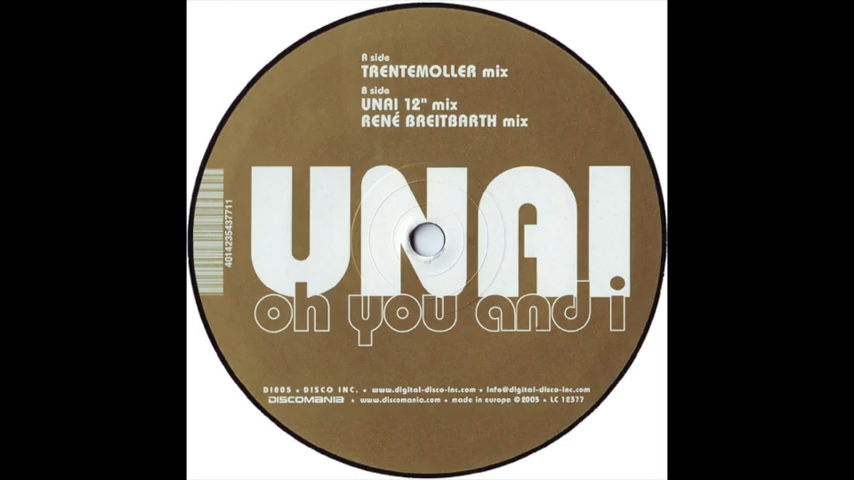 A side
TRENTEMOLLER mix
B side
UNAI 12" mix
RENÉ BREITBARTH mix
UNAI
4014235437711
oh you and i
DI005 • DISCO INC. • www.digital-disco-inc.com • info@digital-disco-inc.com
DISCOMANIA • www.discomania.com • made in europe © 2005 • LC 12377